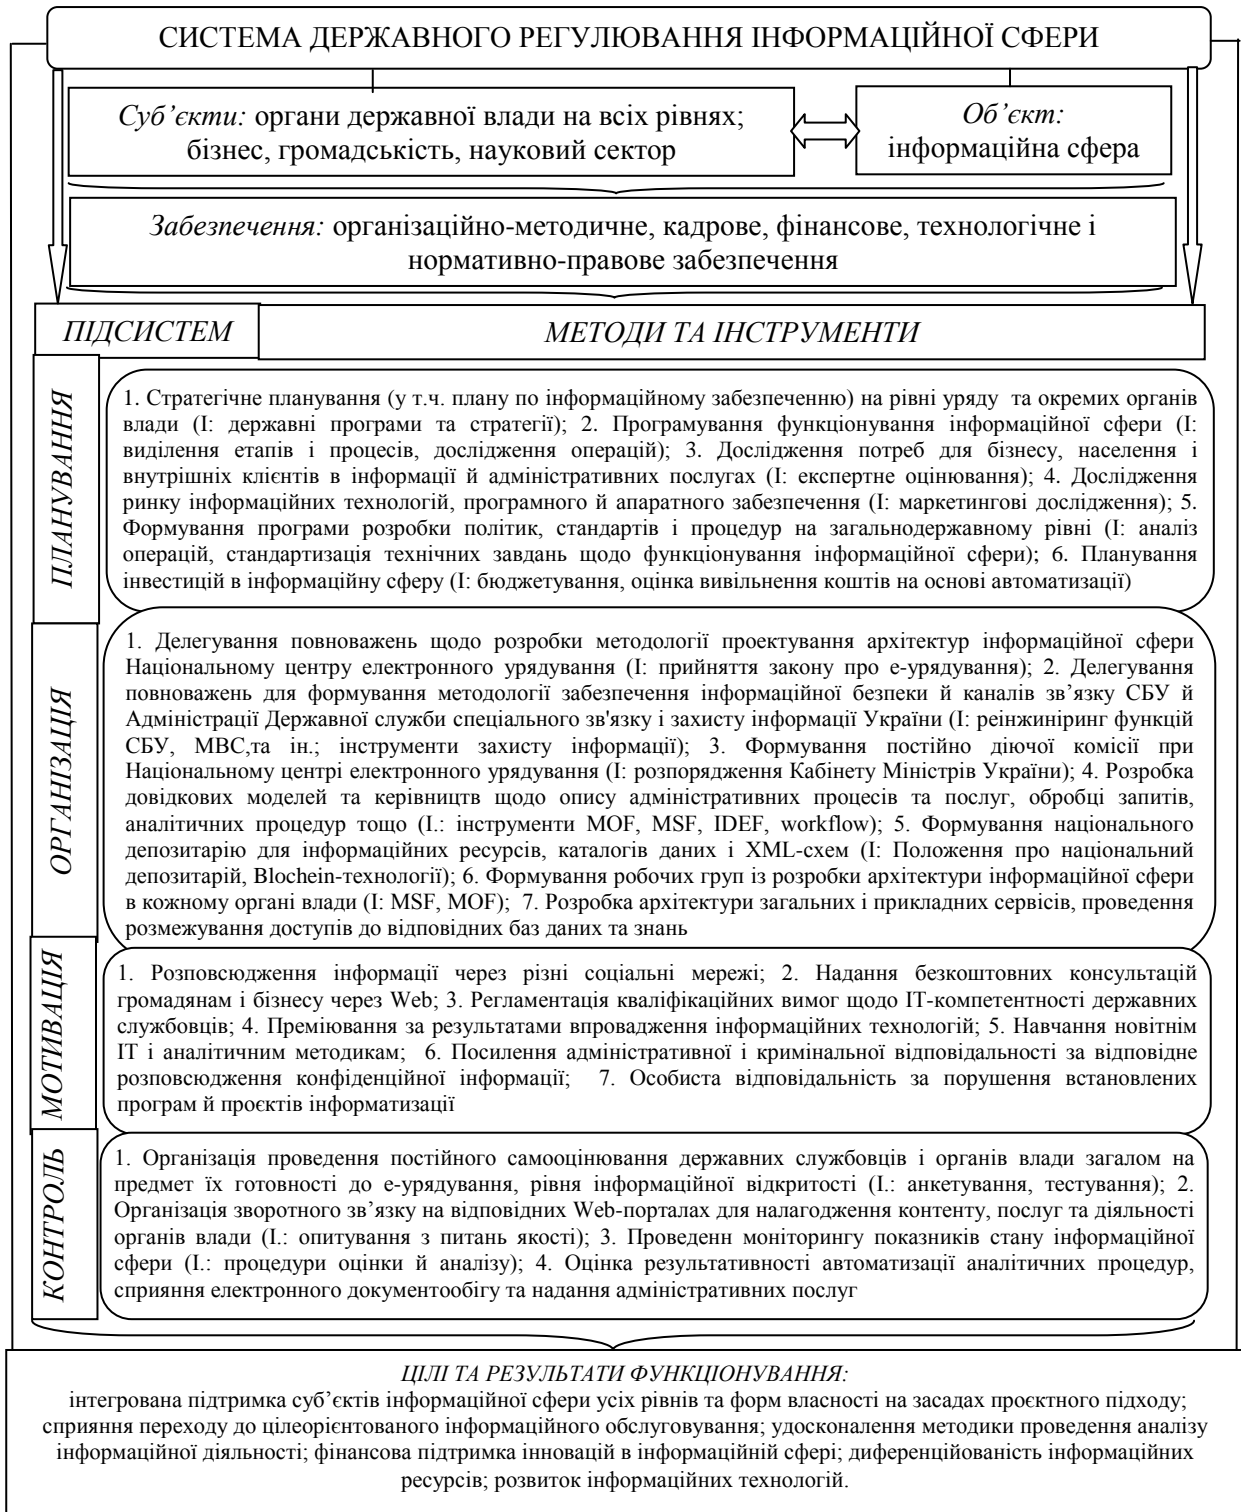 СИСТЕМА ДЕРЖАВНОГО РЕГУЛЮВАННЯ ІНФОРМАЦІЙНОЇ СФЕРИ
Суб’єкти: органи державної влади на всіх рівнях;
бізнес, громадськість, науковий сектор
Об’єкт:
інформаційна сфера
Забезпечення: організаційно-методичне, кадрове, фінансове, технологічне і
нормативно-правове забезпечення
ПІДСИСТЕМ
МЕТОДИ ТА ІНСТРУМЕНТИ
ПЛАНУВАННЯ
1. Стратегічне планування (у т.ч. плану по інформаційному забезпеченню) на рівні уряду та окремих органів
влади (І: державні програми та стратегії); 2. Програмування функціонування інформаційної сфери (І:
виділення етапів і процесів, дослідження операцій); 3. Дослідження потреб для бізнесу, населення і
внутрішніх клієнтів в інформації й адміністративних послугах (І: експертне оцінювання); 4. Дослідження
ринку інформаційних технологій, програмного й апаратного забезпечення (І: маркетингові дослідження); 5.
Формування програми розробки політик, стандартів і процедур на загальнодержавному рівні (І: аналіз
операцій, стандартизація технічних завдань щодо функціонування інформаційної сфери); 6. Планування
інвестицій в інформаційну сферу (І: бюджетування, оцінка вивільнення коштів на основі автоматизації)
ОРГАНІЗАЦІЯ
1. Делегування повноважень щодо розробки методології проектування архітектур інформаційної сфери
Національному центру електронного урядування (І: прийняття закону про е-урядування); 2. Делегування
повноважень для формування методології забезпечення інформаційної безпеки й каналів зв’язку СБУ й
Адміністрації Державної служби спеціального зв'язку і захисту інформації України (І: реінжиніринг функцій
СБУ, МВС,та ін.; інструменти захисту інформації); 3. Формування постійно діючої комісії при
Національному центрі електронного урядування (І: розпорядження Кабінету Міністрів України); 4. Розробка
довідкових моделей та керівництв щодо опису адміністративних процесів та послуг, обробці запитів,
аналітичних процедур тощо (І.: інструменти MOF, MSF, IDEF, workflow); 5. Формування національного
депозитарію для інформаційних ресурсів, каталогів даних і XML-схем (І: Положення про національний
депозитарій, Blochein-технології); 6. Формування робочих груп із розробки архітектури інформаційної сфери
в кожному органі влади (І: MSF, MOF); 7. Розробка архітектури загальних і прикладних сервісів, проведення
розмежування доступів до відповідних баз даних та знань
МОТИВАЦІЯ
1. Розповсюдження інформації через різні соціальні мережі; 2. Надання безкоштовних консультацій
громадянам і бізнесу через Web; 3. Регламентація кваліфікаційних вимог щодо ІТ-компетентності державних
службовців; 4. Преміювання за результатами впровадження інформаційних технологій; 5. Навчання новітнім
ІТ і аналітичним методикам; 6. Посилення адміністративної і кримінальної відповідальності за відповідне
розповсюдження конфіденційної інформації; 7. Особиста відповідальність за порушення встановлених
програм й проєктів інформатизації
КОНТРОЛЬ
1. Організація проведення постійного самооцінювання державних службовців і органів влади загалом на
предмет їх готовності до е-урядування, рівня інформаційної відкритості (І.: анкетування, тестування); 2.
Організація зворотного зв’язку на відповідних Web-порталах для налагодження контенту, послуг та діяльності
органів влади (І.: опитування з питань якості); 3. Проведенн моніторингу показників стану інформаційної
сфери (І.: процедури оцінки й аналізу); 4. Оцінка результативності автоматизації аналітичних процедур,
сприяння електронного документообігу та надання адміністративних послуг
ЦІЛІ ТА РЕЗУЛЬТАТИ ФУНКЦІОНУВАННЯ:
інтегрована підтримка суб’єктів інформаційної сфери усіх рівнів та форм власності на засадах проєктного підходу;
сприяння переходу до цілеорієнтованого інформаційного обслуговування; удосконалення методики проведення аналізу
інформаційної діяльності; фінансова підтримка інновацій в інформаційній сфері; диференційованість інформаційних
ресурсів; розвиток інформаційних технологій.